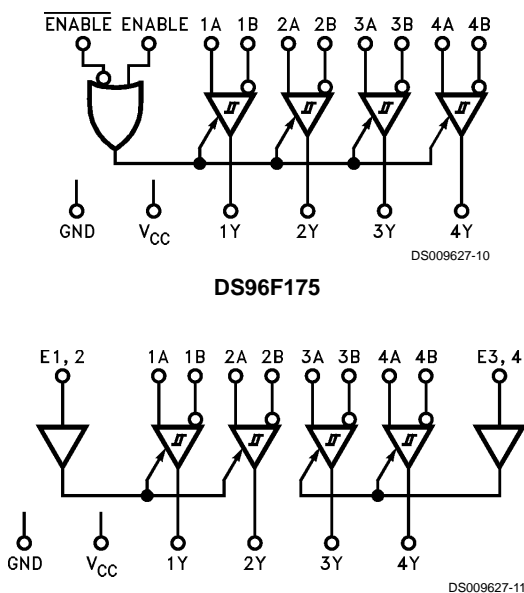 ENABLE ENABLE 1A 1B 2A 2B 3A 3B 4A 4B
GND VCC 1Y 2Y 3Y 4Y
DS009627-10
DS96F175
E1, 2 1A 1B 2A 2B 3A 3B 4A 4B E3, 4
GND VCC 1Y 2Y 3Y 4Y
DS009627-11